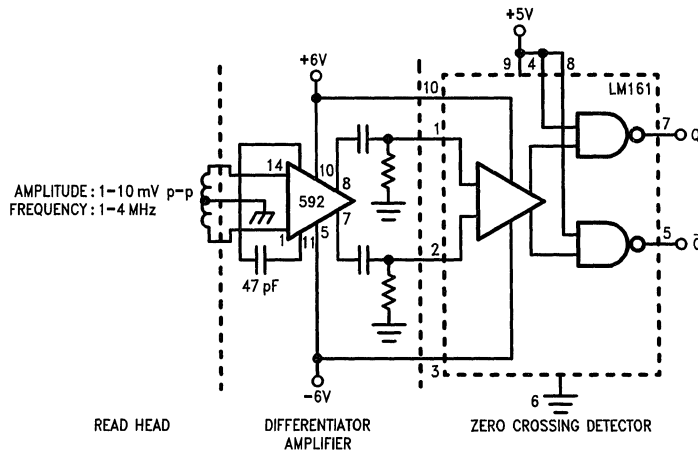 +5V
9 4 8
+6V
10
LM161
1
7 Q
14
10
8
AMPLITUDE: 1-10 mV p-p
FREQUENCY: 1-4 MHz
592
7
1
11
5
2
5 Q̅
47 pF
3
-6V
6
READ HEAD
DIFFERENTIATOR
AMPLIFIER
ZERO CROSSING DETECTOR